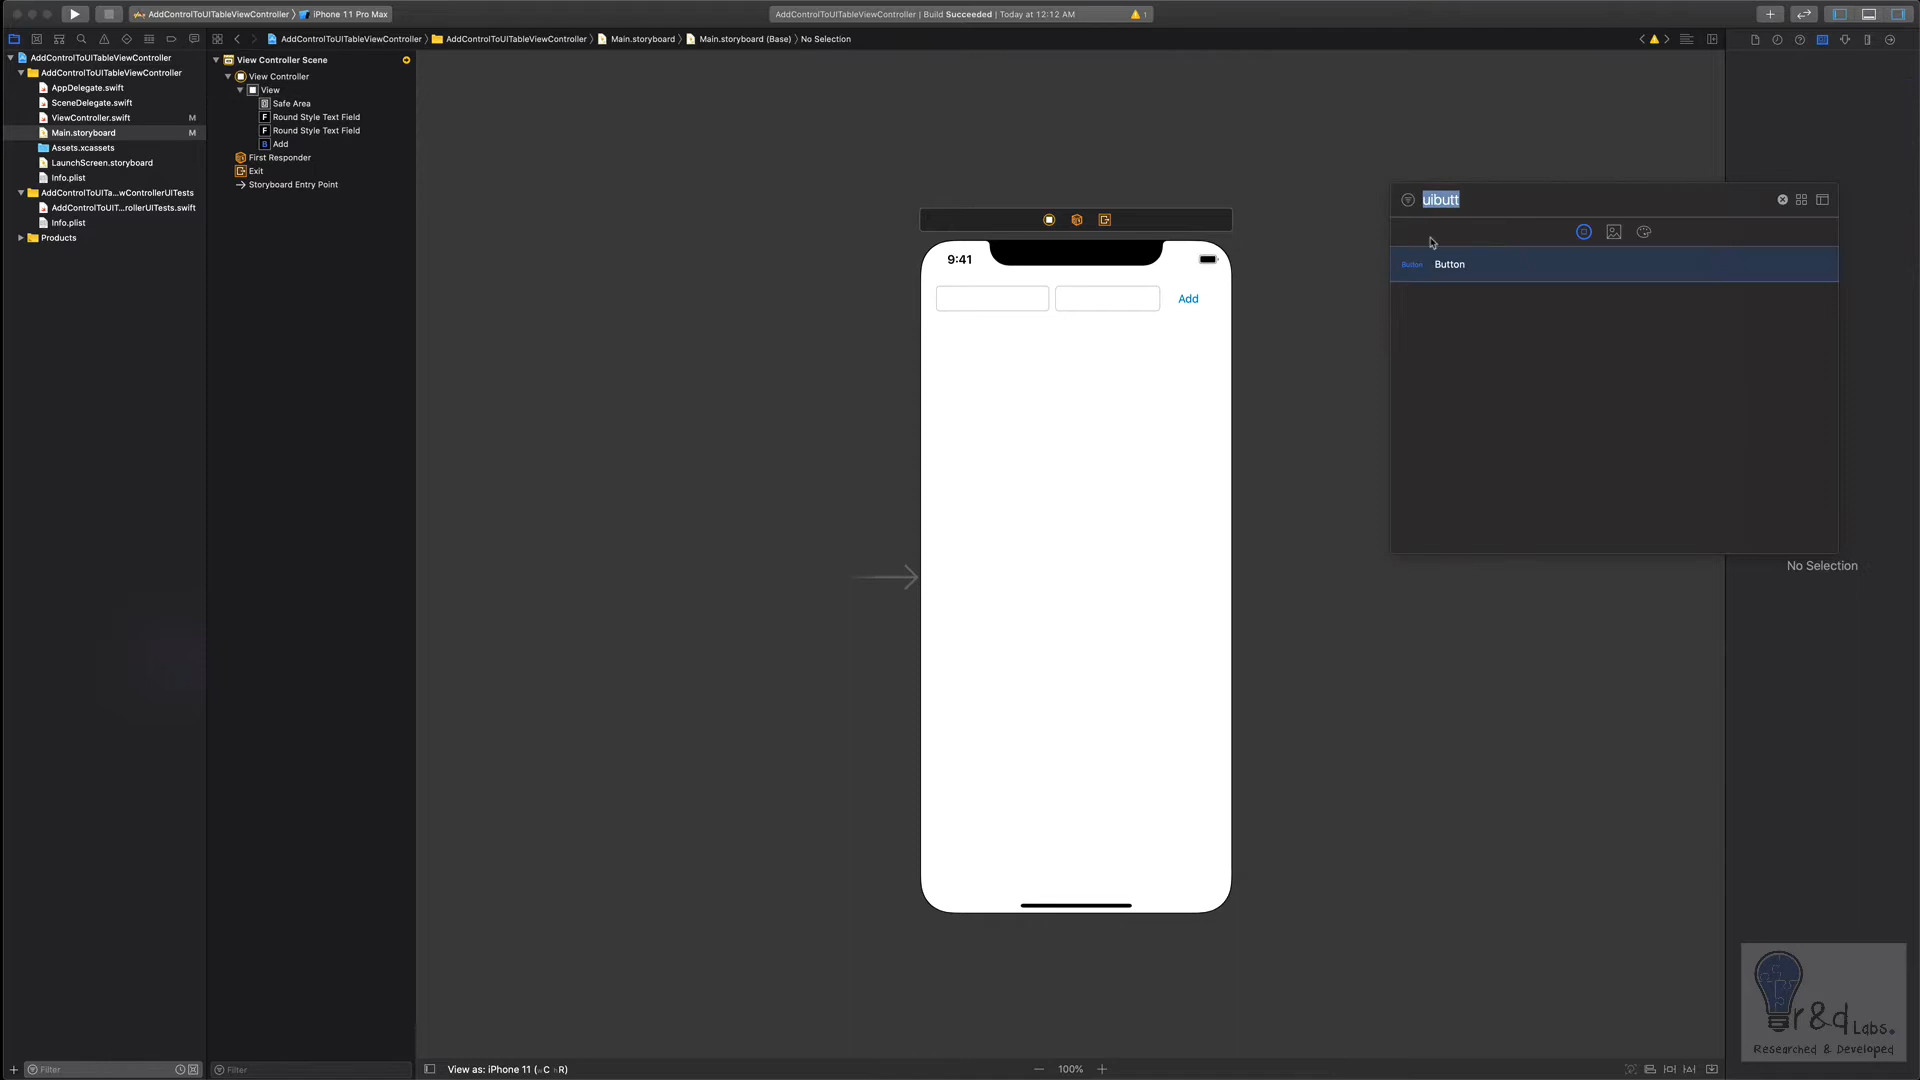 AddControlToUITableViewController 〉 iPhone 11 Pro Max
AddControlToUITableViewController | Build Succeeded | Today at 12:12 AM
1
AddControlToUITableViewController 〉 AddControlToUITableViewController 〉 Main.storyboard 〉 Main.storyboard (Base) 〉 No Selection
AddControlToUITableViewController
AddControlToUITableViewController
AppDelegate.swift
SceneDelegate.swift
ViewController.swift M
Main.storyboard M
Assets.xcassets
LaunchScreen.storyboard
Info.plist
AddControlToUITa...wControllerUITests
AddControlToUIT...rollerUITests.swift
Info.plist
Products
View Controller Scene
View Controller
View
Safe Area
F Round Style Text Field
F Round Style Text Field
B Add
First Responder
Exit
Storyboard Entry Point
9:41
Add
uibutt
Button Button
No Selection
r&d Labs.
Researched & Developed
Filter
Filter
View as: iPhone 11 (wC hR)
100%